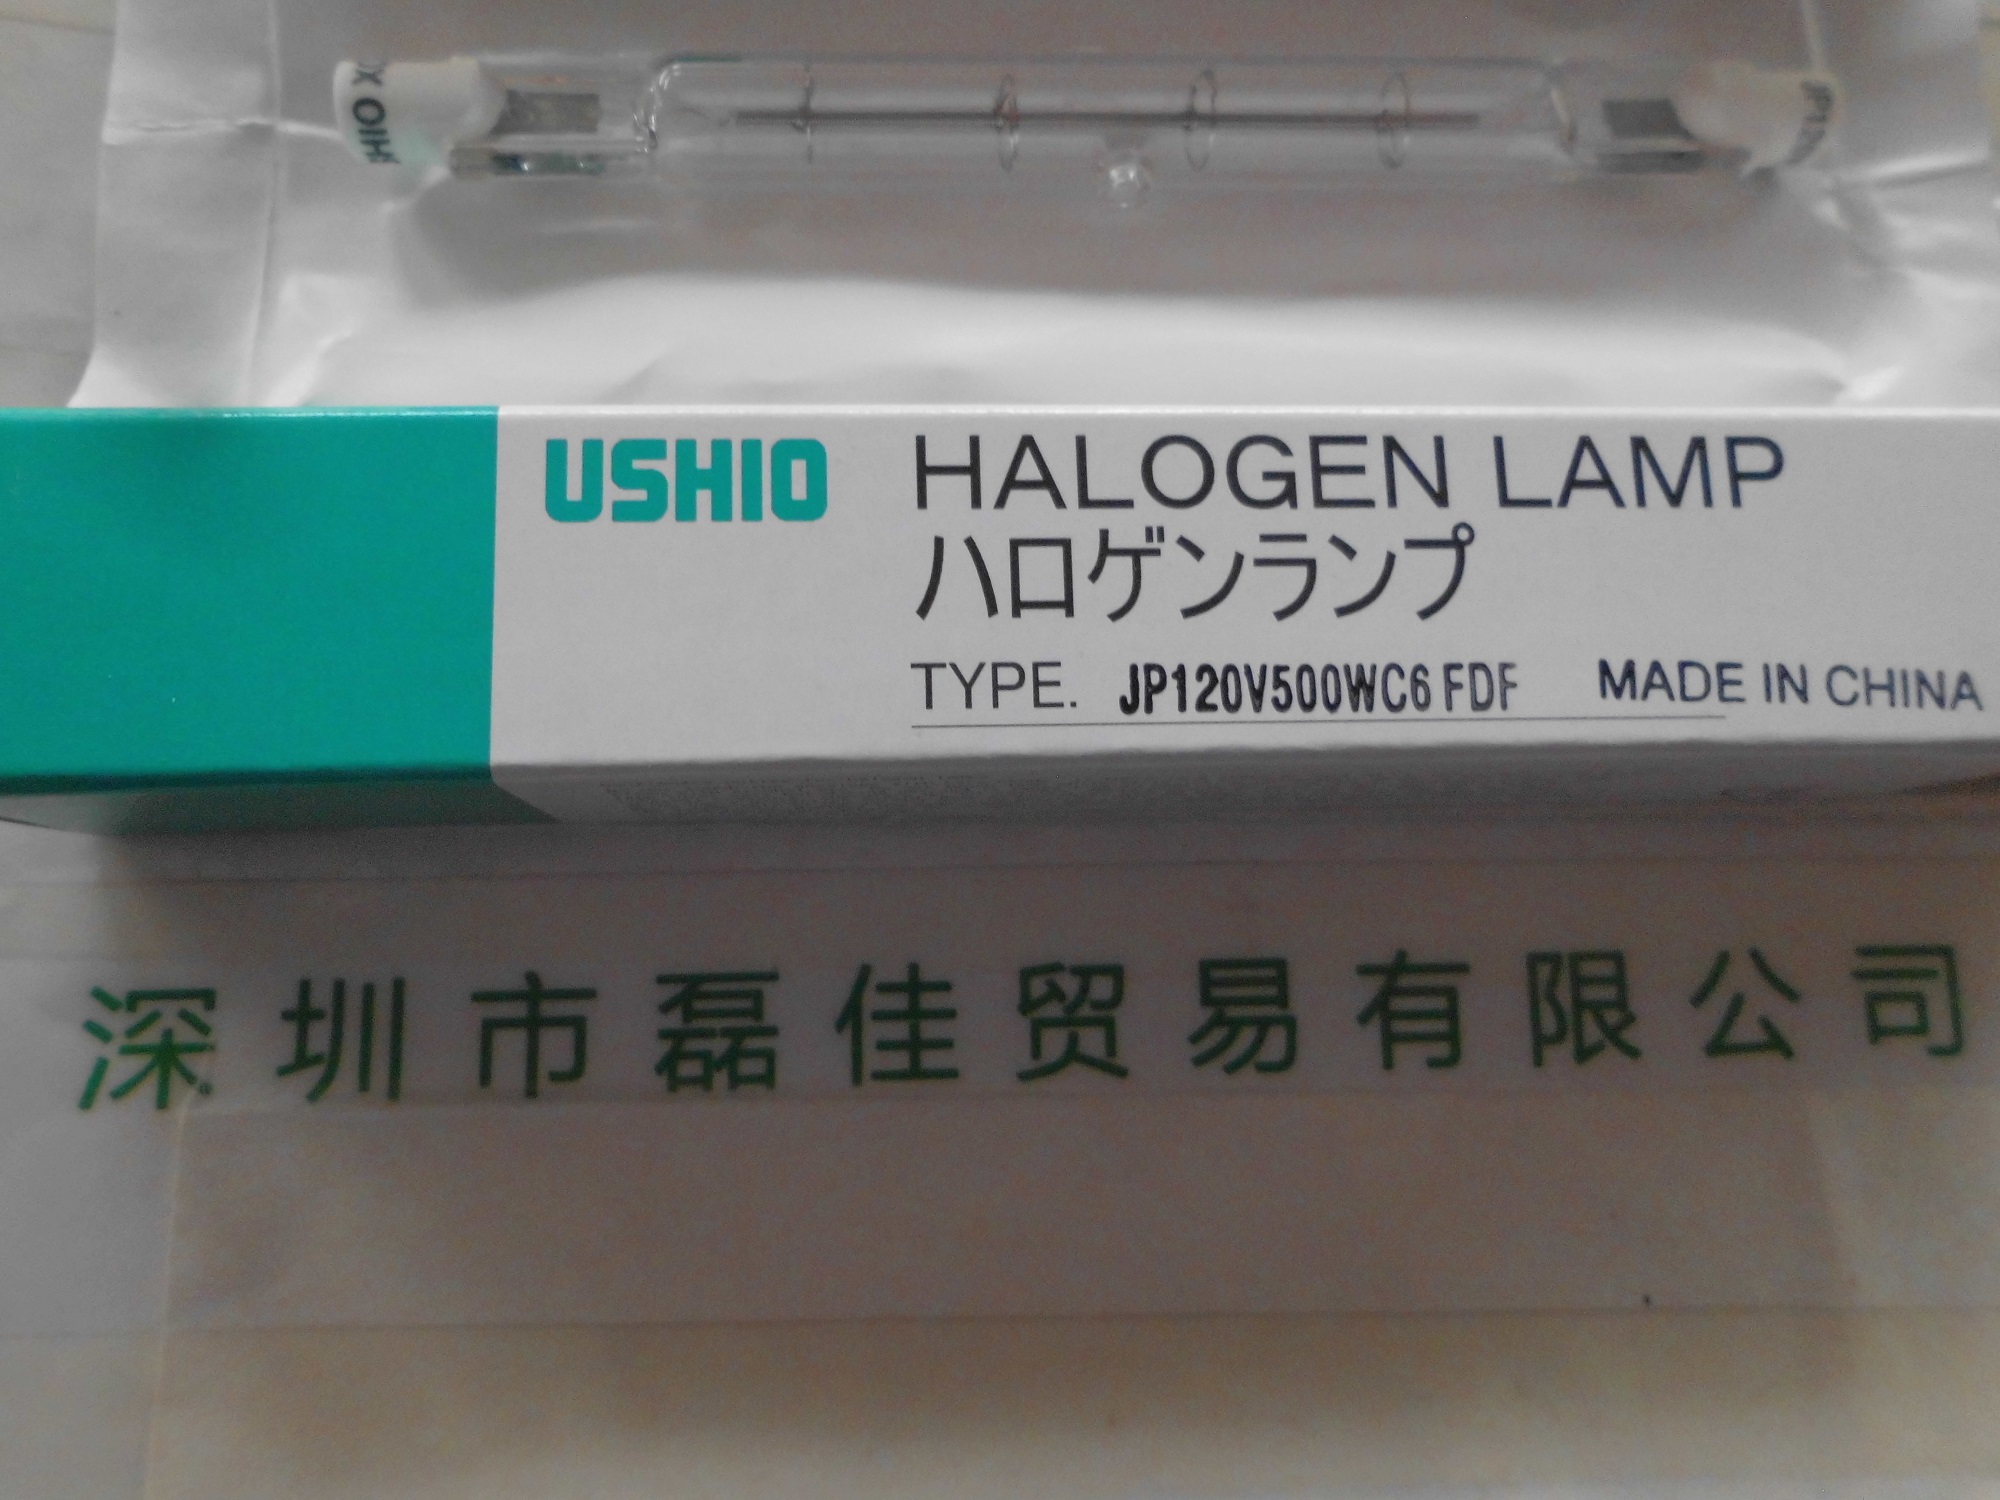 USHIO HALOGEN LAMP
ハロゲンランプ
TYPE. JP120V500WC6 FDF MADE IN CHINA
深圳市磊佳贸易有限公司